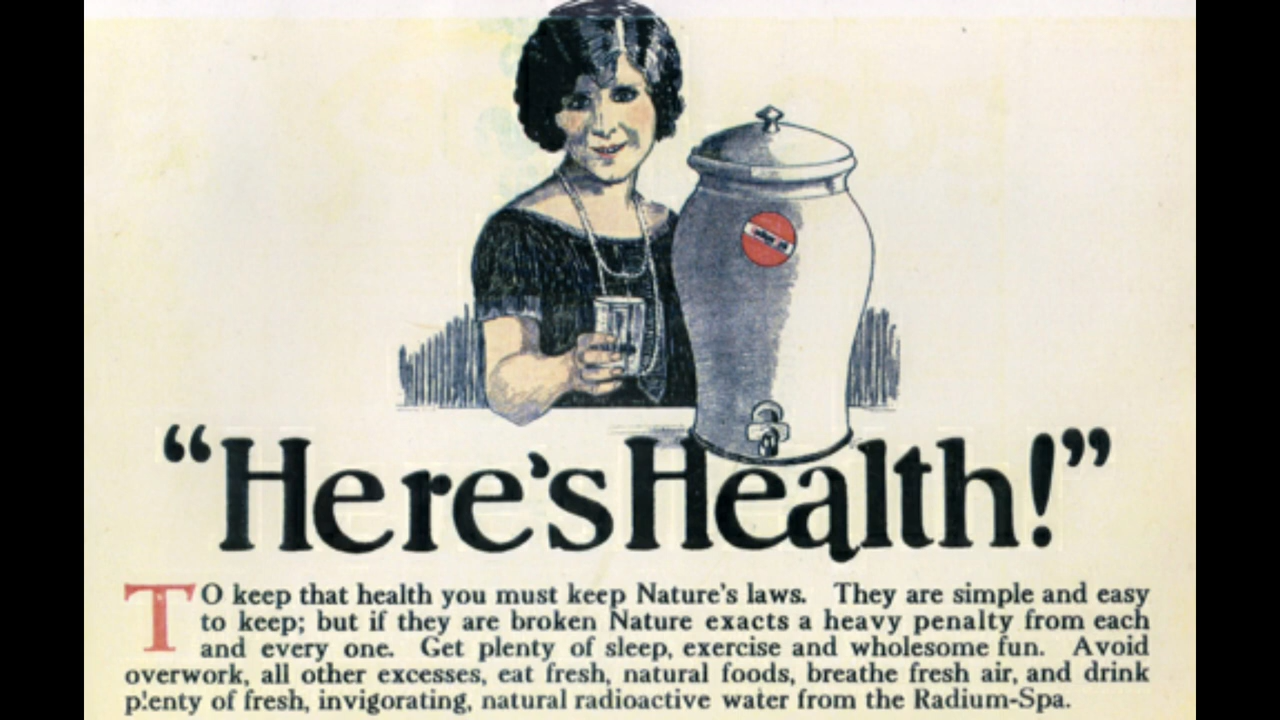 “Here's Health!”
TO keep that health you must keep Nature's laws. They are simple and easy
to keep; but if they are broken Nature exacts a heavy penalty from each
and every one. Get plenty of sleep, exercise and wholesome fun. Avoid
overwork, all other excesses, eat fresh, natural foods, breathe fresh air, and drink
plenty of fresh, invigorating, natural radioactive water from the Radium-Spa.